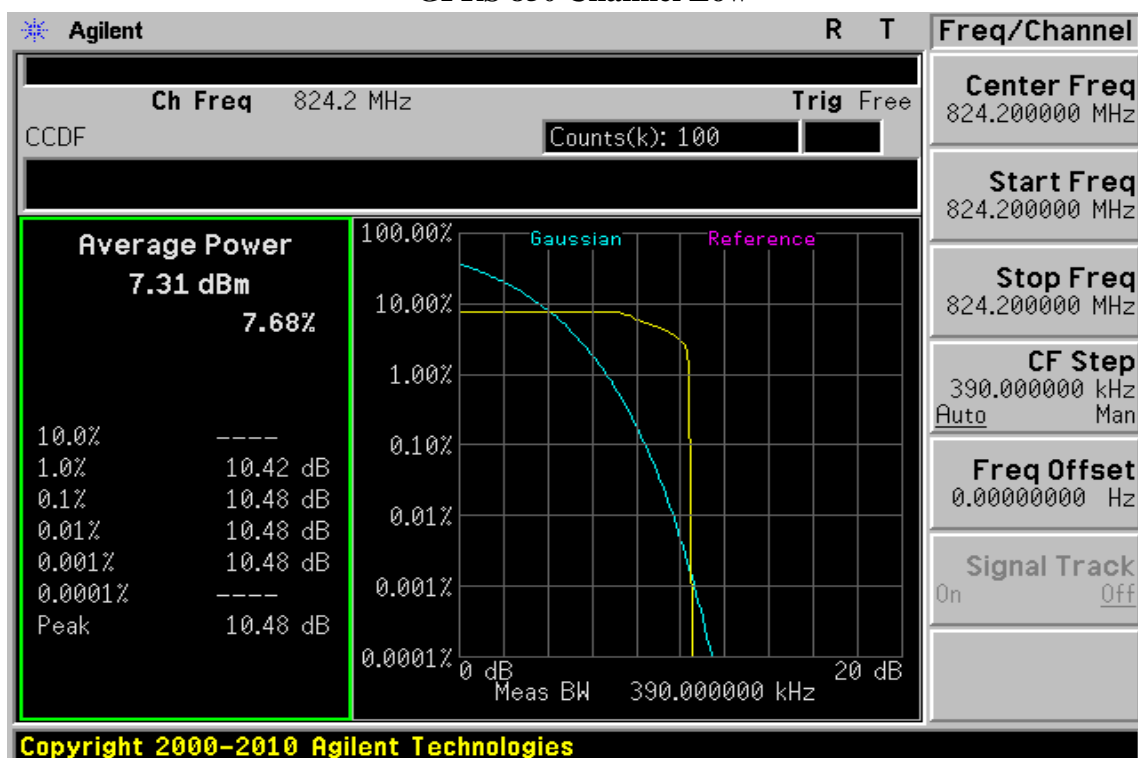 Agilent R T Freq/Channel
Ch Freq 824.2 MHz Trig Free
CCDF Counts(k): 100
Center Freq
824.200000 MHz
Start Freq
824.200000 MHz
Stop Freq
824.200000 MHz
CF Step
390.000000 kHz
Auto Man
Freq Offset
0.00000000 Hz
Signal Track
On Off
Average Power
7.31 dBm
7.68%
10.0% ----
1.0% 10.42 dB
0.1% 10.48 dB
0.01% 10.48 dB
0.001% 10.48 dB
0.0001% ----
Peak 10.48 dB
Gaussian Reference
100.00%
10.00%
1.00%
0.10%
0.01%
0.001%
0.0001%
0 dB 20 dB
Meas BW 390.000000 kHz
Copyright 2000-2010 Agilent Technologies